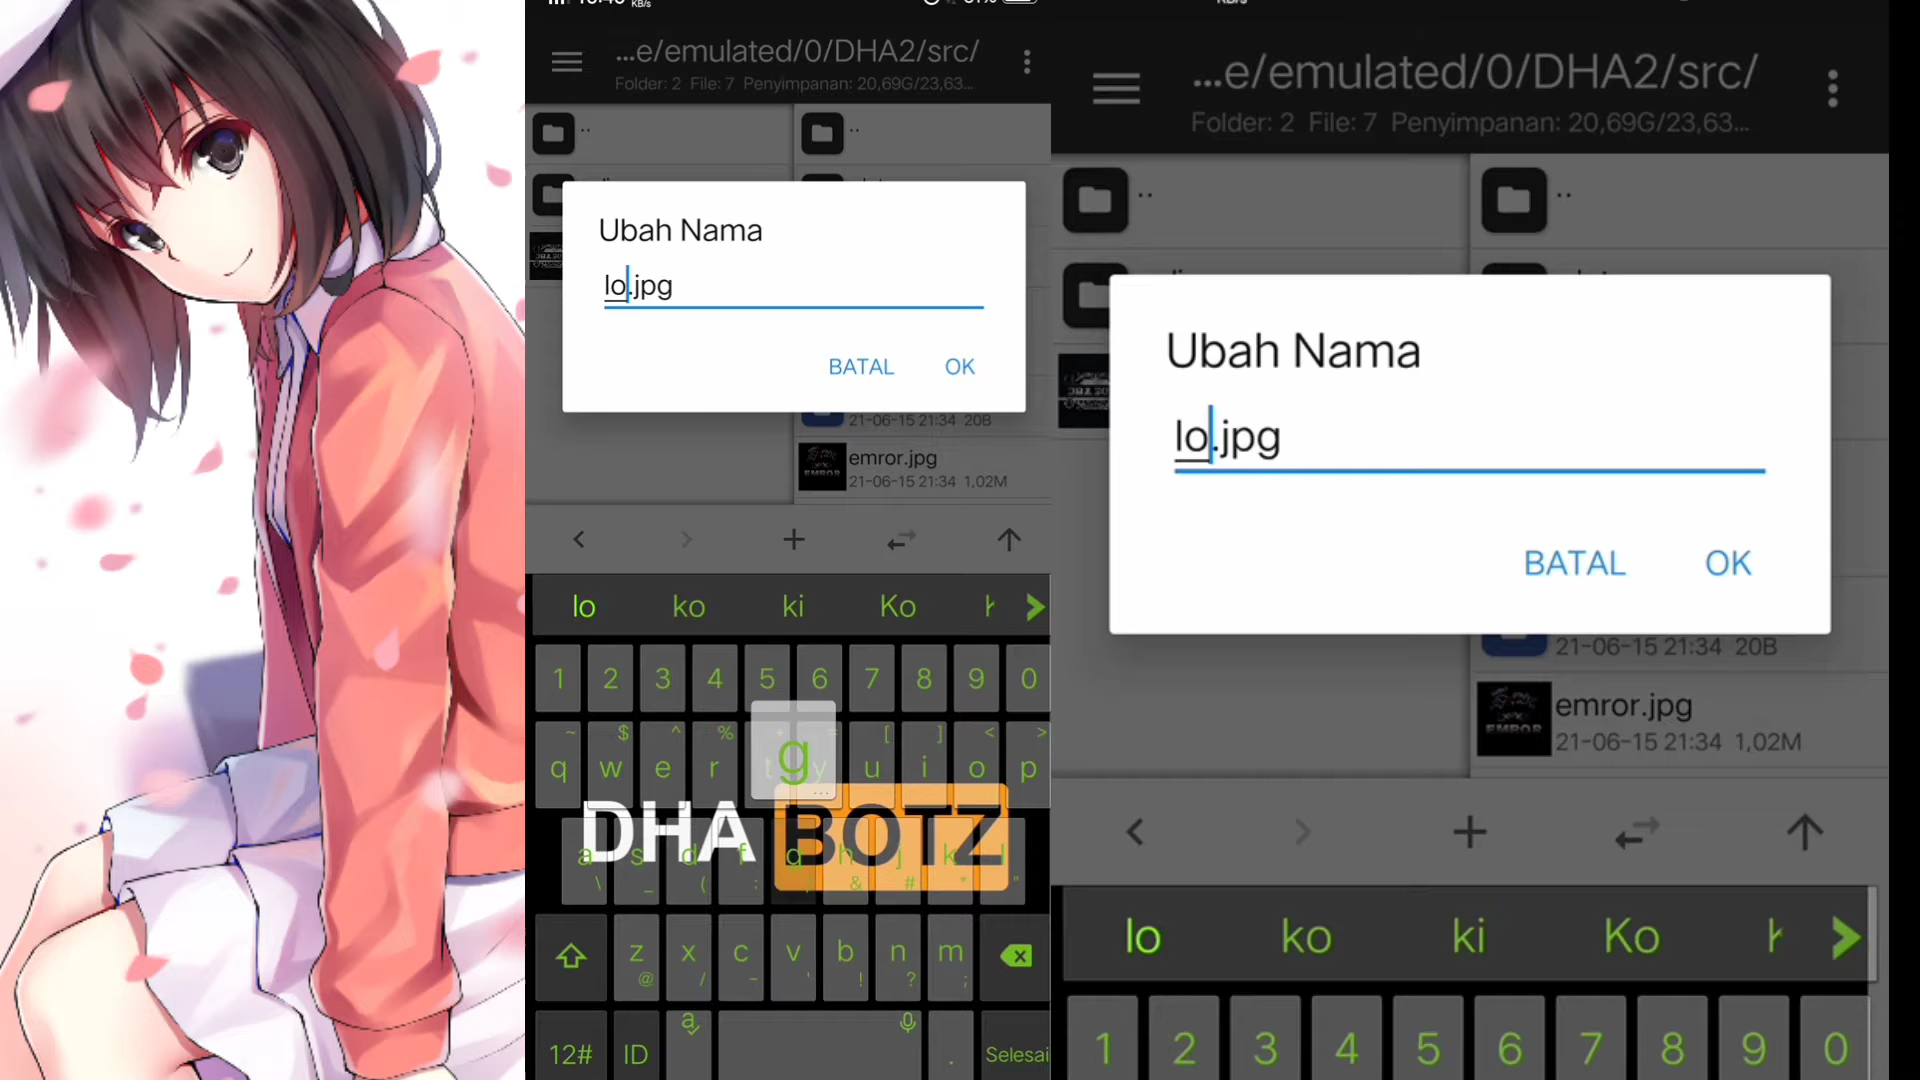 ...e/emulated/0/DHA2/src/
Folder: 2 File: 7 Penyimpanan: 20,69G/23,63...
..
..
Ubah Nama
lo.jpg
BATAL OK
21-06-15 21:34 20B
emror.jpg
21-06-15 21:34 1,02M
lo ko ki Ko
1 2 3 4 5 6 7 8 9 0
~ $ ^ % [ ] < >
q w e r t y u i o p
g
DHA BOTZ
a s d f g h j k l
\ _ ( : & # * "
z x c v b n m
@ / - ' ! ? ;
12# ID a . Selesai
...e/emulated/0/DHA2/src/
Folder: 2 File: 7 Penyimpanan: 20,69G/23,63...
..
..
Ubah Nama
lo.jpg
BATAL OK
21-06-15 21:34 20B
EMROR
emror.jpg
21-06-15 21:34 1,02M
lo ko ki Ko
1 2 3 4 5 6 7 8 9 0